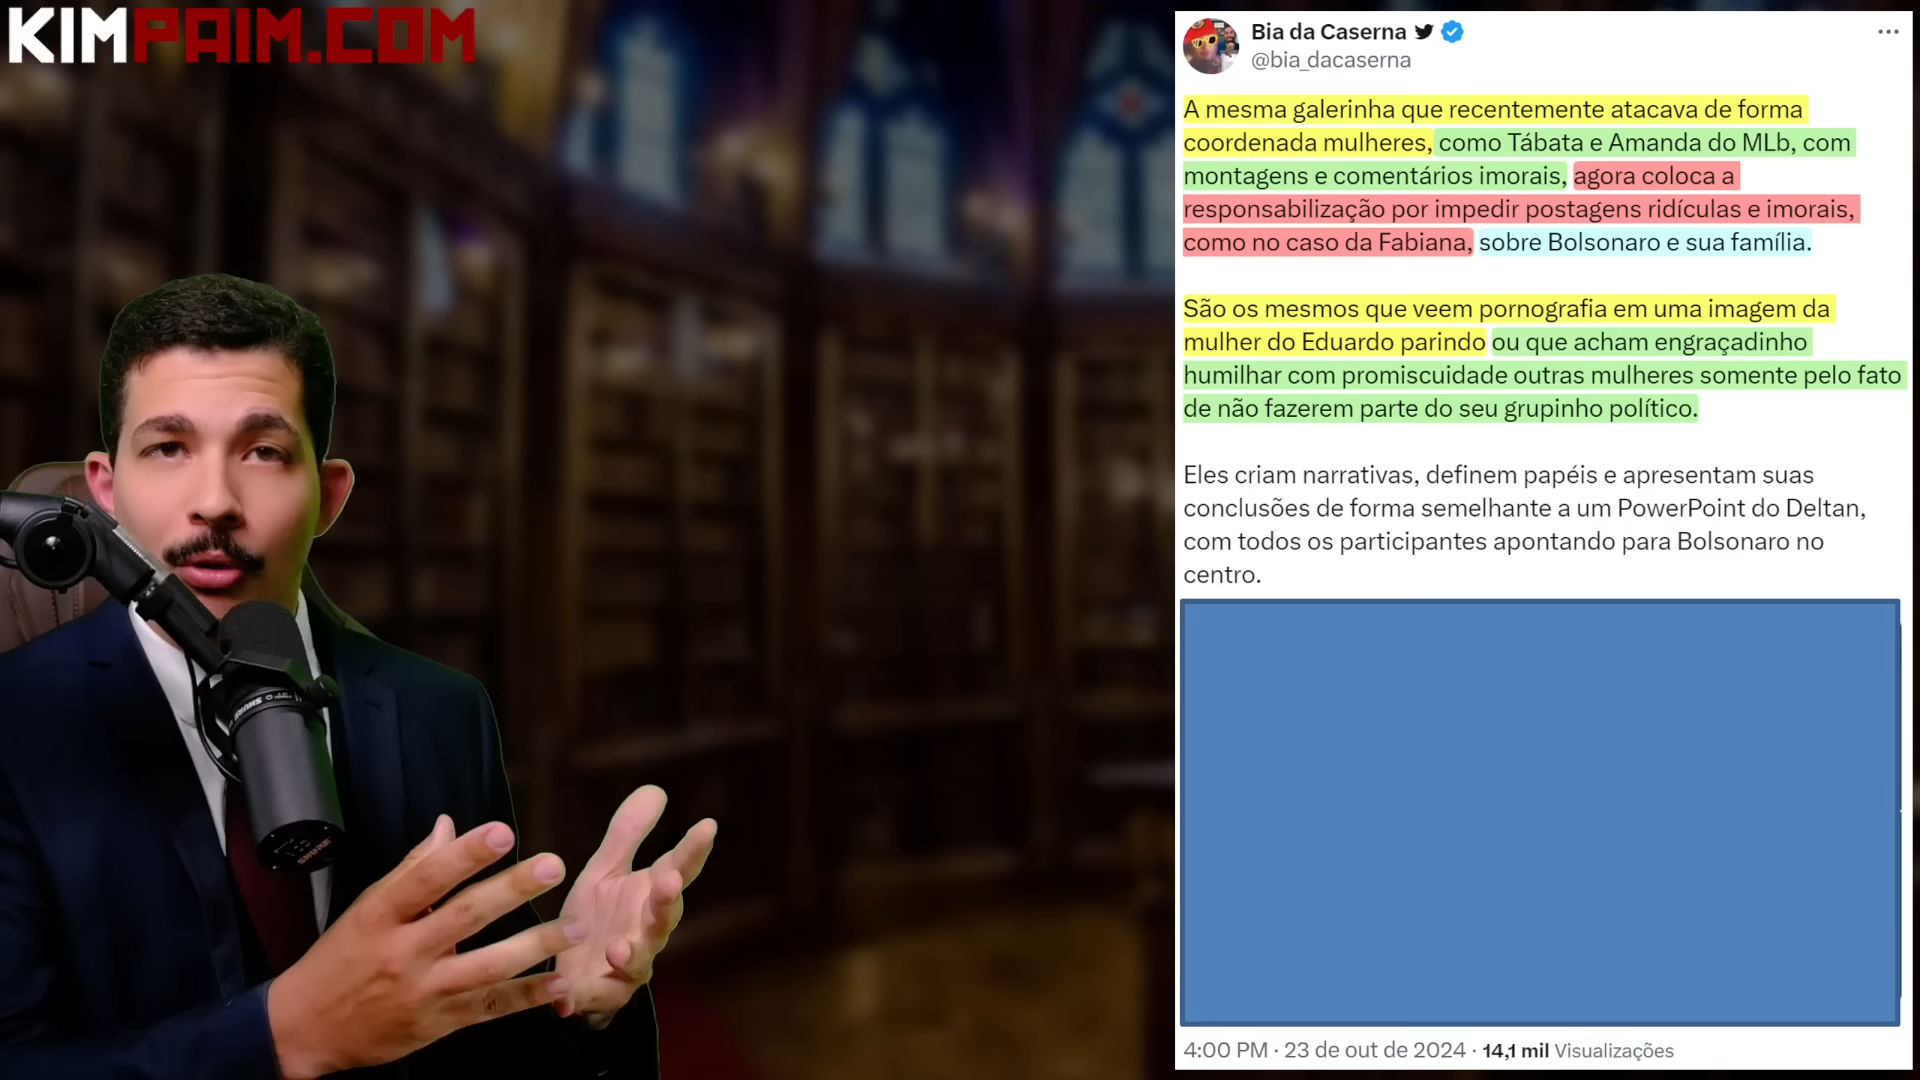 KIMPAIM.COM
Bia da Caserna
@bia_dacaserna
A mesma galerinha que recentemente atacava de forma
coordenada mulheres, como Tábata e Amanda do MLb, com
montagens e comentários imorais, agora coloca a
responsabilização por impedir postagens ridículas e imorais,
como no caso da Fabiana, sobre Bolsonaro e sua família.
São os mesmos que veem pornografia em uma imagem da
mulher do Eduardo parindo ou que acham engraçadinho
humilhar com promiscuidade outras mulheres somente pelo fato
de não fazerem parte do seu grupinho político.
Eles criam narrativas, definem papéis e apresentam suas
conclusões de forma semelhante a um PowerPoint do Deltan,
com todos os participantes apontando para Bolsonaro no
centro.
SHURE
SHURE
4:00 PM · 23 de out de 2024 · 14,1 mil Visualizações